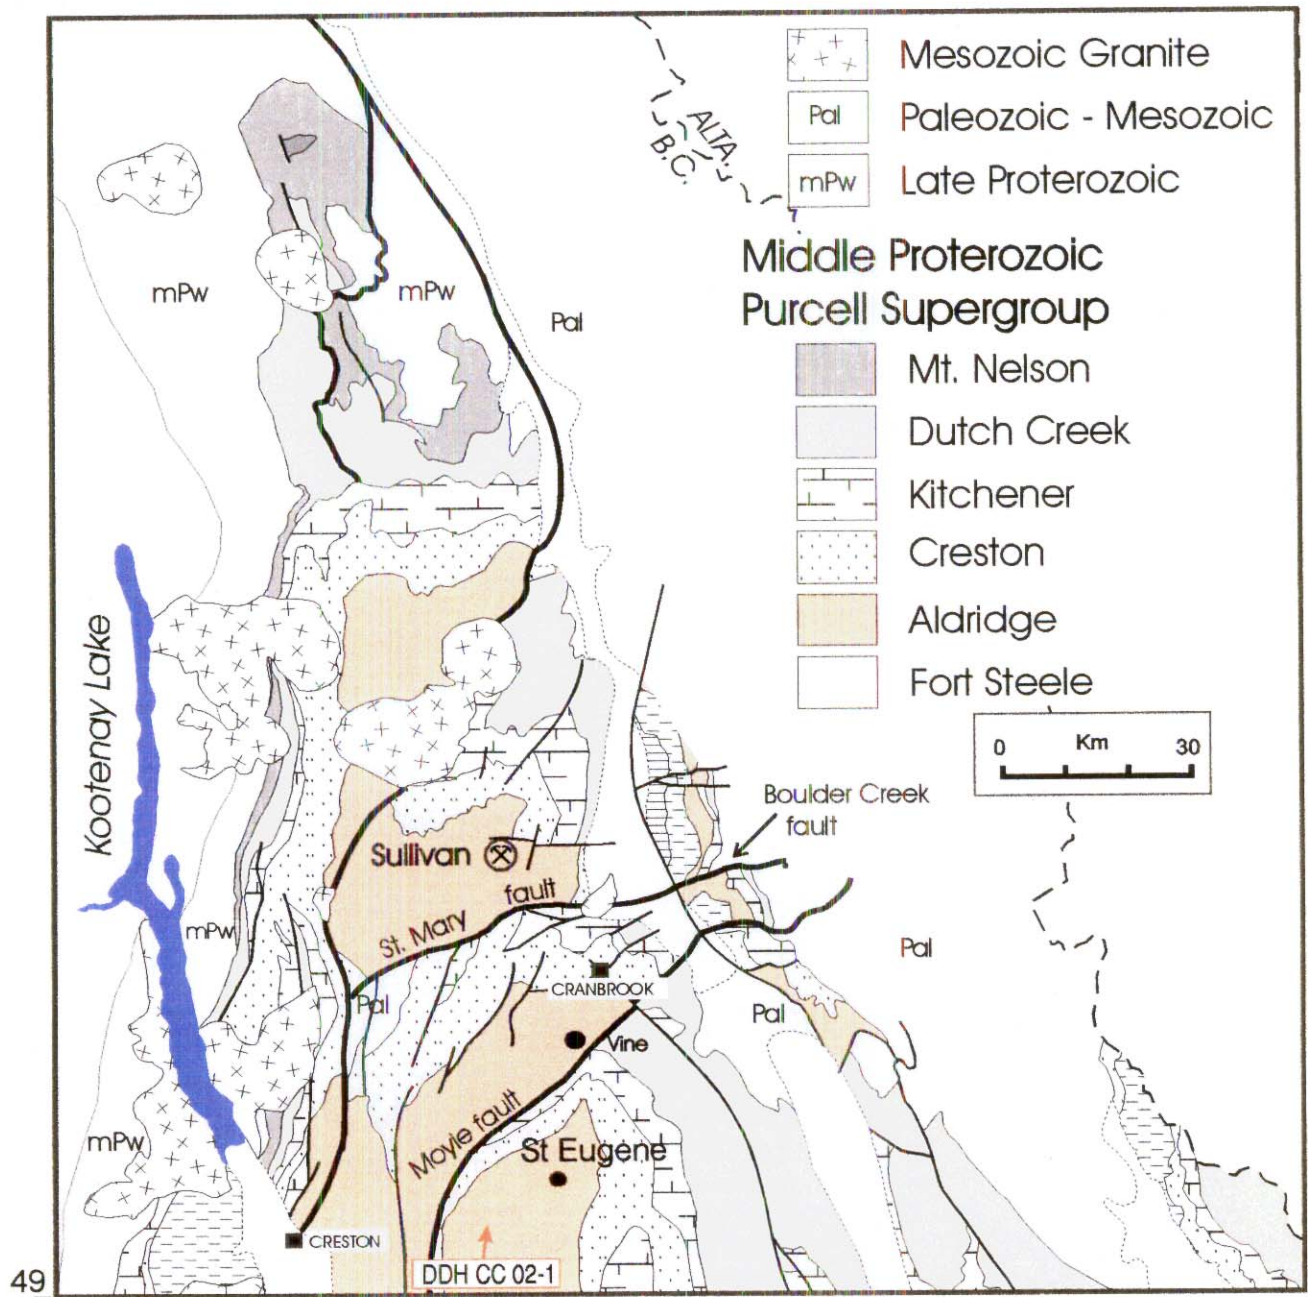 Mesozoic Granite
Pal
Paleozoic - Mesozoic
mPw
Late Proterozoic
ALTA.
B.C.
Middle Proterozoic
Purcell Supergroup
Mt. Nelson
Dutch Creek
Kitchener
Creston
Aldridge
Fort Steele
mPw
mPw
Pal
0 Km 30
Kootenay Lake
Boulder Creek
fault
Sullivan
St. Mary fault
mPw
Pal
CRANBROOK
Pal
Pal
Vine
Moyie fault
St Eugene
mPw
CRESTON
DDH CC 02-1
49